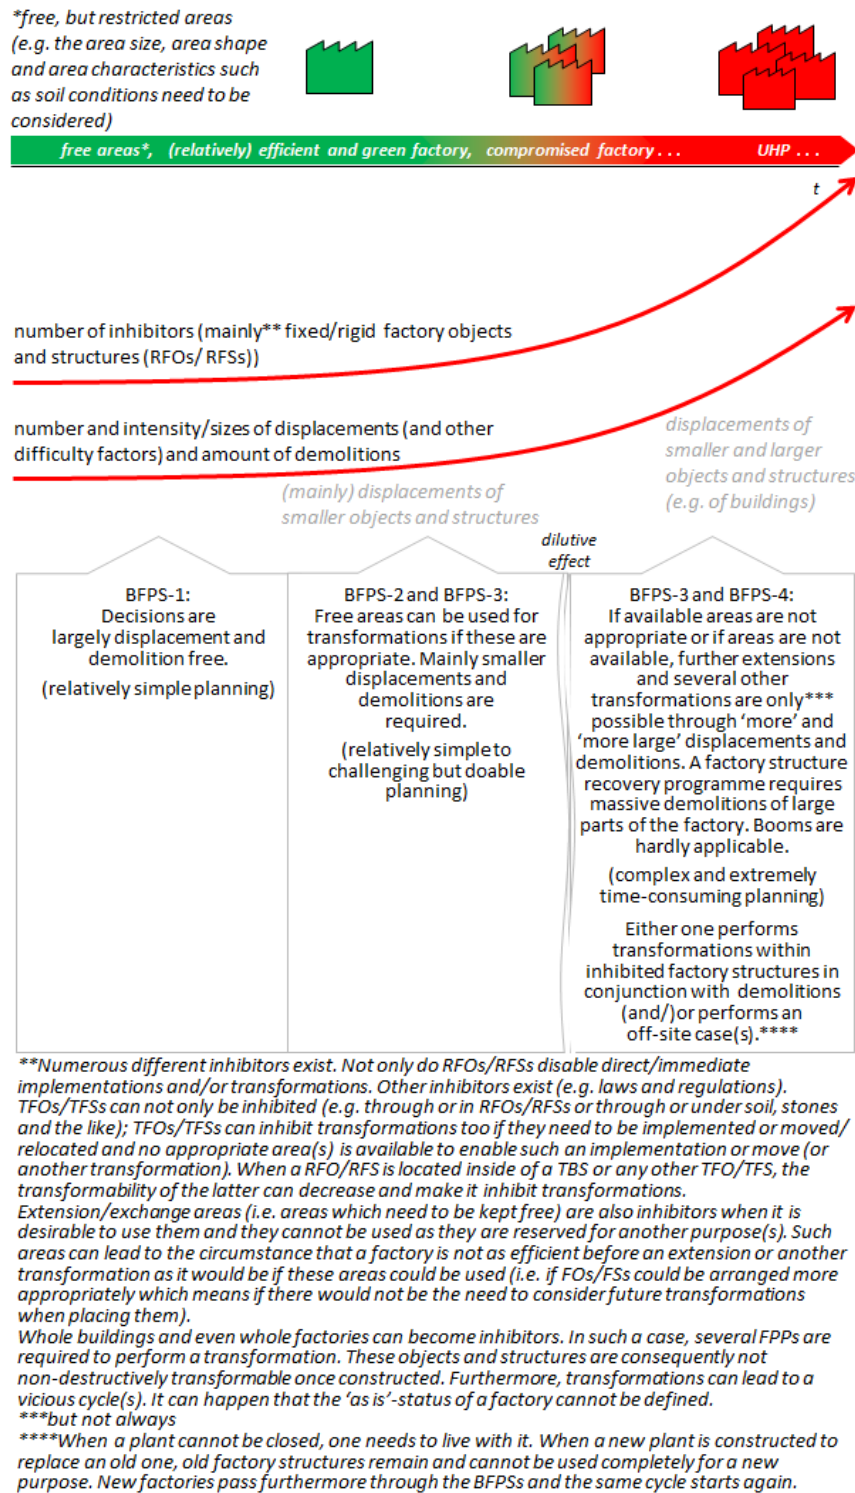 *free, but restricted areas
(e.g. the area size, area shape
and area characteristics such
as soil conditions need to be
considered)
free areas*, (relatively) efficient and green factory, compromised factory . . . UHP . . .
t
number of inhibitors (mainly** fixed/rigid factory objects
and structures (RFOs/ RFSs))
number and intensity/sizes of displacements (and other
difficulty factors) and amount of demolitions
displacements of
smaller and larger
objects and structures
(e.g. of buildings)
(mainly) displacements of
smaller objects and structures
dilutive
effect
BFPS-1:
Decisions are
largely displacement and
demolition free.
(relatively simple planning)
BFPS-2 and BFPS-3:
Free areas can be used for
transformations if these are
appropriate. Mainly smaller
displacements and
demolitions are
required.
(relatively simple to
challenging but doable
planning)
BFPS-3 and BFPS-4:
If available areas are not
appropriate or if areas are not
available, further extensions
and several other
transformations are only***
possible through ‘more’ and
‘more large’ displacements and
demolitions. A factory structure
recovery programme requires
massive demolitions of large
parts of the factory. Booms are
hardly applicable.
(complex and extremely
time-consuming planning)
Either one performs
transformations within
inhibited factory structures in
conjunction with demolitions
(and/)or performs an
off-site case(s).****
**Numerous different inhibitors exist. Not only do RFOs/RFSs disable direct/immediate
implementations and/or transformations. Other inhibitors exist (e.g. laws and regulations).
TFOs/TFSs can not only be inhibited (e.g. through or in RFOs/RFSs or through or under soil, stones
and the like); TFOs/TFSs can inhibit transformations too if they need to be implemented or moved/
relocated and no appropriate area(s) is available to enable such an implementation or move (or
another transformation). When a RFO/RFS is located inside of a TBS or any other TFO/TFS, the
transformability of the latter can decrease and make it inhibit transformations.
Extension/exchange areas (i.e. areas which need to be kept free) are also inhibitors when it is
desirable to use them and they cannot be used as they are reserved for another purpose(s). Such
areas can lead to the circumstance that a factory is not as efficient before an extension or another
transformation as it would be if these areas could be used (i.e. if FOs/FSs could be arranged more
appropriately which means if there would not be the need to consider future transformations
when placing them).
Whole buildings and even whole factories can become inhibitors. In such a case, several FPPs are
required to perform a transformation. These objects and structures are consequently not
non-destructively transformable once constructed. Furthermore, transformations can lead to a
vicious cycle(s). It can happen that the ‘as is’-status of a factory cannot be defined.
***but not always
****When a plant cannot be closed, one needs to live with it. When a new plant is constructed to
replace an old one, old factory structures remain and cannot be used completely for a new
purpose. New factories pass furthermore through the BFPSs and the same cycle starts again.